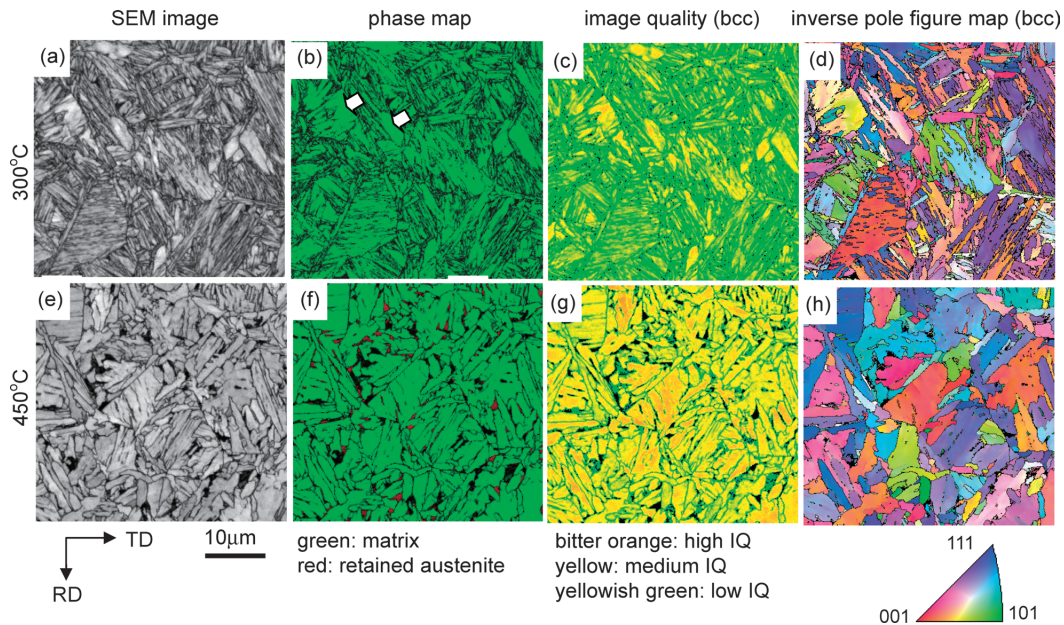 SEM image
phase map
image quality (bcc)
inverse pole figure map (bcc)
300°C
(a)
(b)
(c)
(d)
450°C
(e)
(f)
(g)
(h)
TD
RD
10μm
green: matrix
red: retained austenite
bitter orange: high IQ
yellow: medium IQ
yellowish green: low IQ
111
001
101